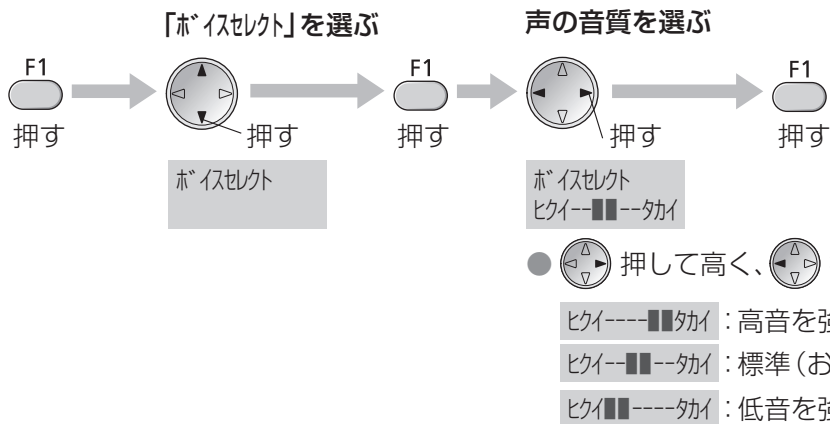 「ﾎﾞｲｽｾﾚｸﾄ」を選ぶ
声の音質を選ぶ
F1
F1
F1
押す
押す
押す
押す
押す
ﾎﾞｲｽｾﾚｸﾄ
ﾎﾞｲｽｾﾚｸﾄ
ﾋｸｲ--▮▮--ﾀｶｲ
● 押して高く、
ﾋｸｲ----▮▮ﾀｶｲ：高音を強
ﾋｸｲ--▮▮--ﾀｶｲ：標準（お
ﾋｸｲ▮▮----ﾀｶｲ：低音を強